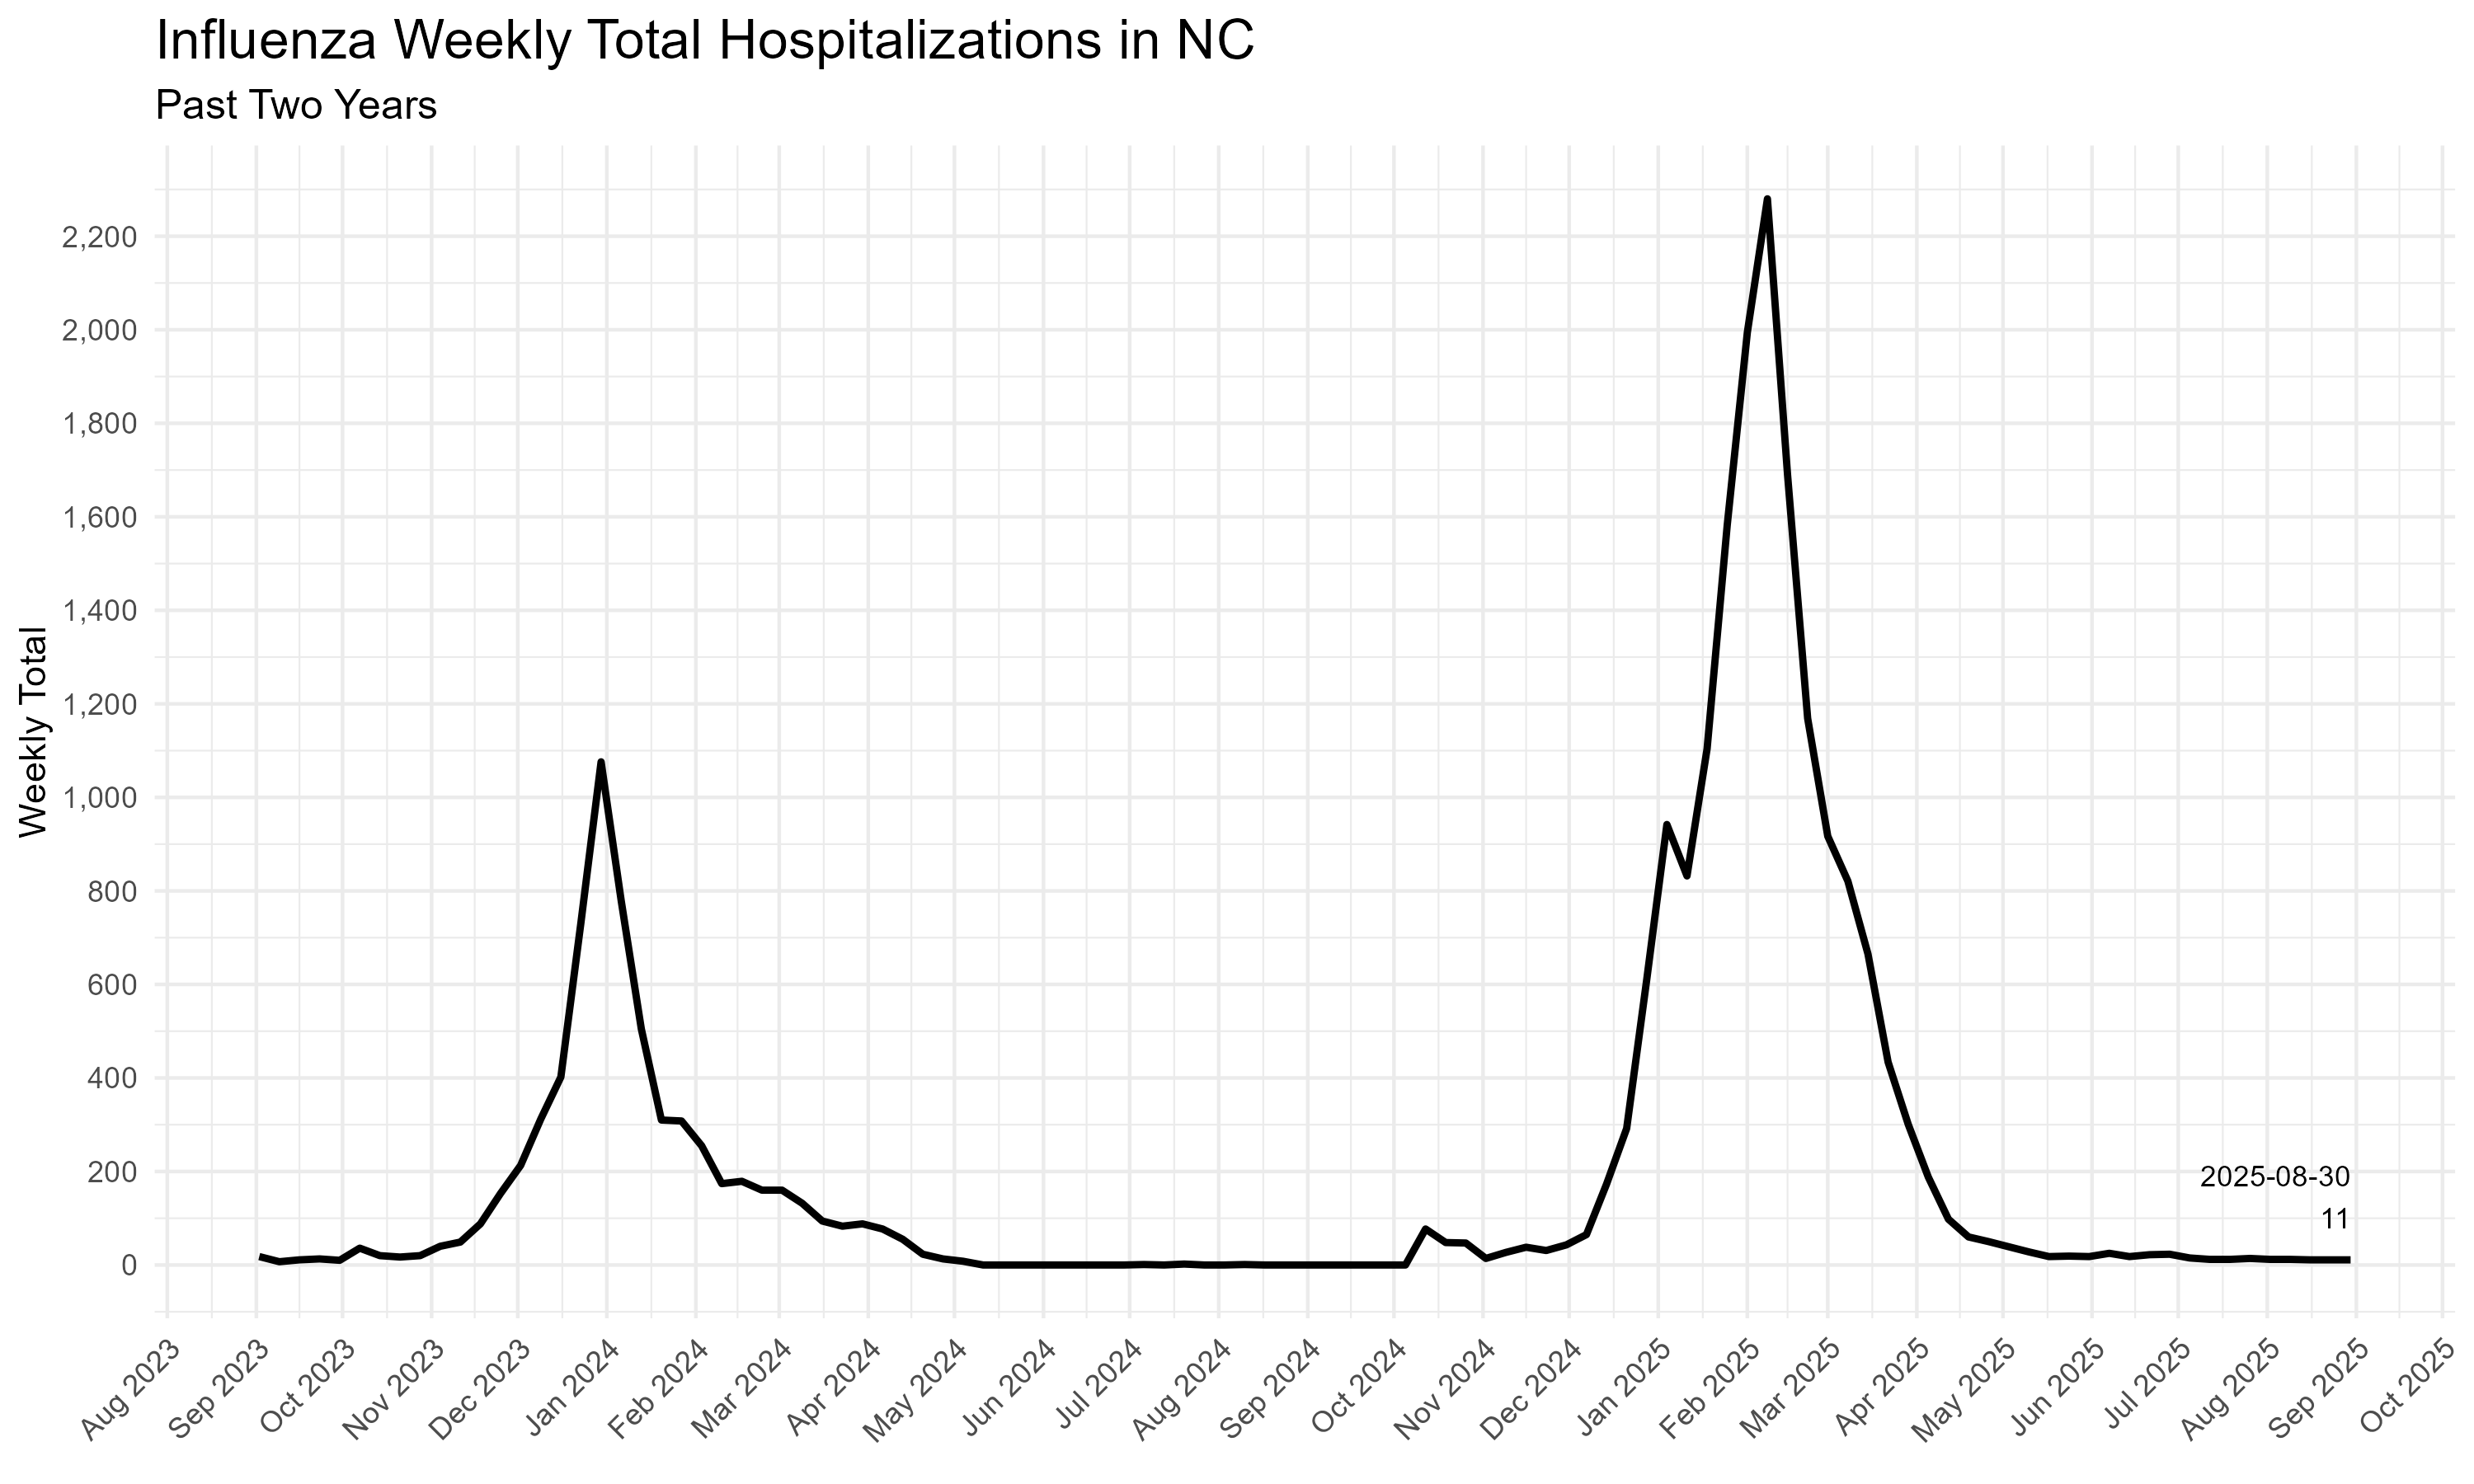 Influenza Weekly Total Hospitalizations in NC
Past Two Years
Weekly Total
2,200
2,000
1,800
1,600
1,400
1,200
1,000
800
600
400
200
0
2025-08-30
11
Aug 2023
Sep 2023
Oct 2023
Nov 2023
Dec 2023
Jan 2024
Feb 2024
Mar 2024
Apr 2024
May 2024
Jun 2024
Jul 2024
Aug 2024
Sep 2024
Oct 2024
Nov 2024
Dec 2024
Jan 2025
Feb 2025
Mar 2025
Apr 2025
May 2025
Jun 2025
Jul 2025
Aug 2025
Sep 2025
Oct 2025